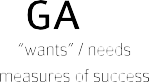 GA
"wants" / needs
measures of success